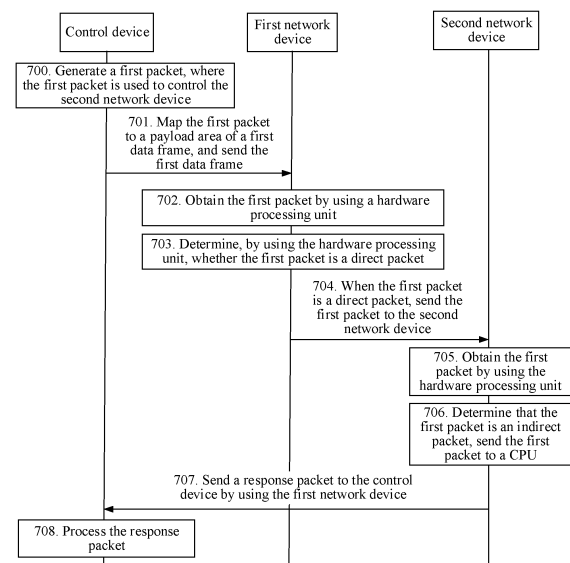 Control device
First network
device
Second network
device
700. Generate a first packet, where
the first packet is used to control the
second network device
701. Map the first packet
to a payload area of a first
data frame, and send the
first data frame
702. Obtain the first packet by using a hardware
processing unit
703. Determine, by using the hardware processing
unit, whether the first packet is a direct packet
704. When the first packet
is a direct packet, send the
first packet to the second
network device
705. Obtain the first
packet by using the
hardware processing unit
706. Determine that the
first packet is an indirect
packet, send the first
packet to a CPU
707. Send a response packet to the control
device by using the first network device
708. Process the response
packet